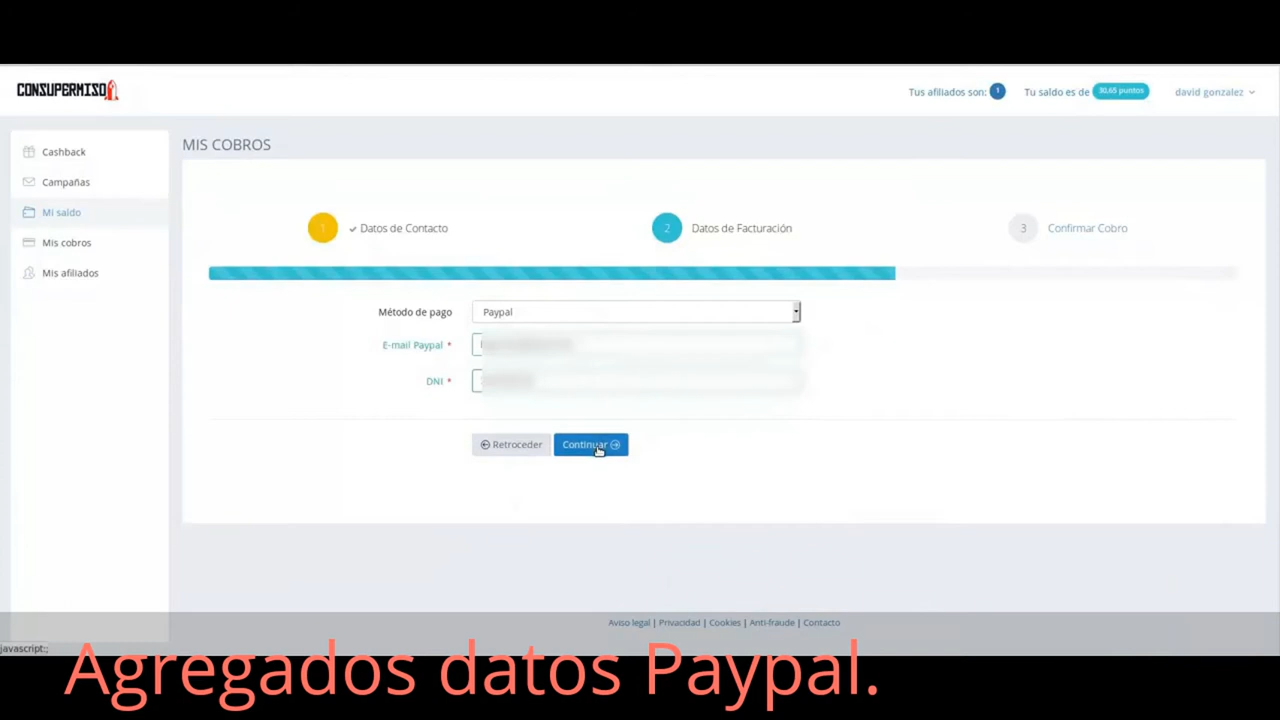 CONSUPERMISO
Tus afiliados son: 1 Tu saldo es de 30,65 puntos david gonzalez
Cashback
Campañas
Mi saldo
Mis cobros
Mis afiliados
MIS COBROS
1 Datos de Contacto
2 Datos de Facturación
3 Confirmar Cobro
Método de pago Paypal
E-mail Paypal *
DNI *
Retroceder Continuar
Aviso legal | Privacidad | Cookies | Anti-fraude | Contacto
javascript:;
Agregados datos Paypal.